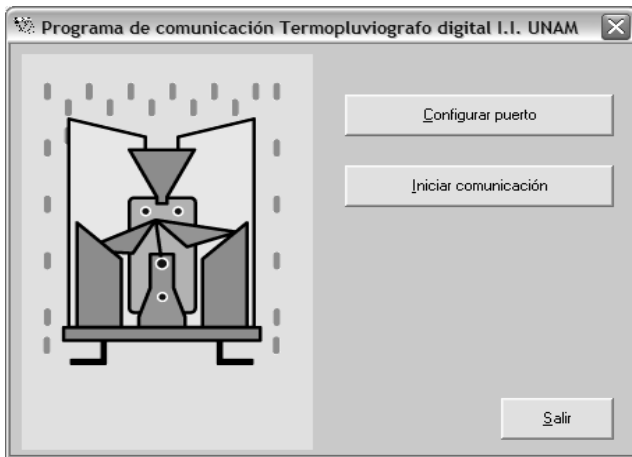 Programa de comunicación Termopluviografo digital I.I. UNAM
Configurar puerto
Iniciar comunicación
Salir